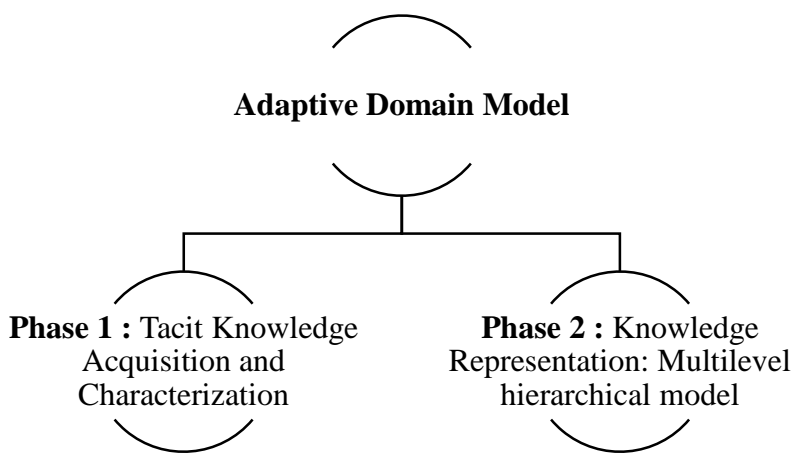 Adaptive Domain Model
Phase 1 : Tacit Knowledge
Acquisition and
Characterization
Phase 2 : Knowledge
Representation: Multilevel
hierarchical model